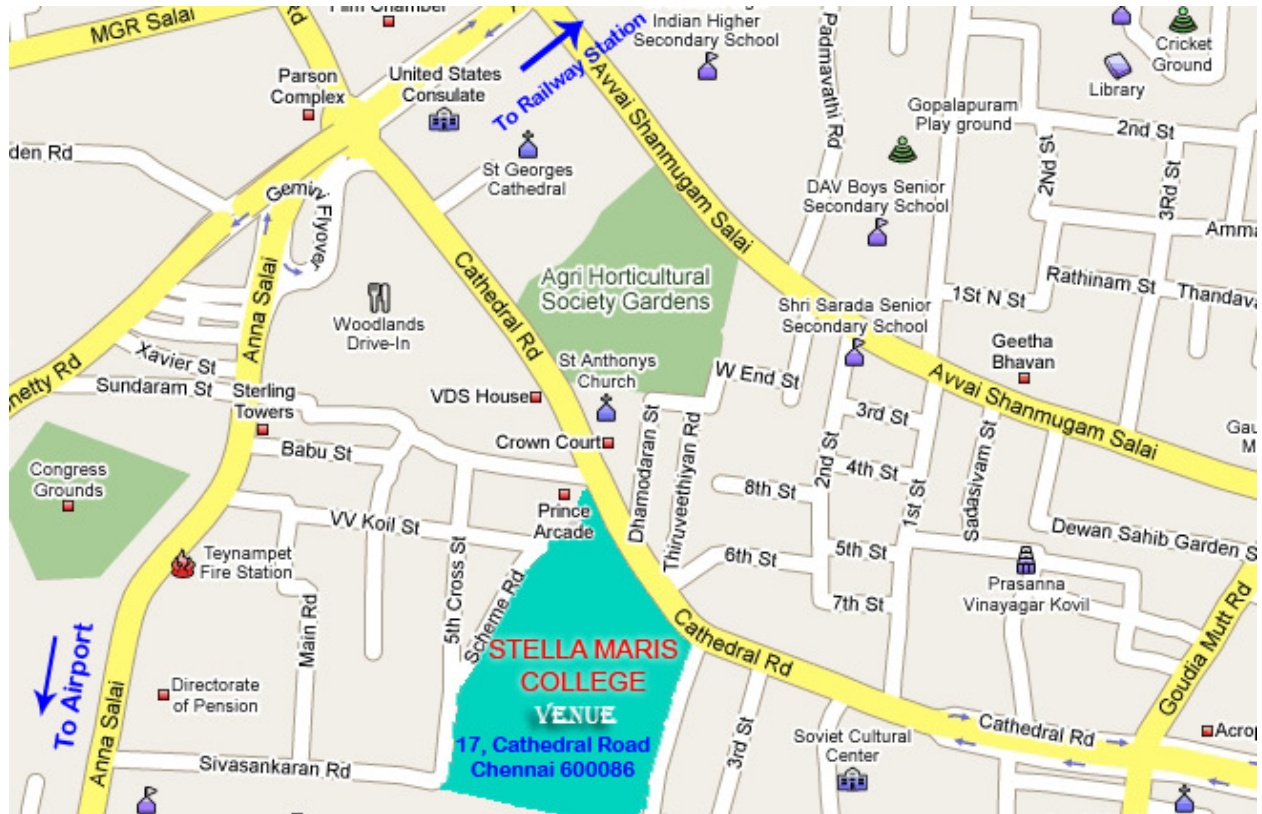 MGR Salai
Rd
Film Chamber
Indian Higher
Secondary School
Padmavathi Rd
Cricket
Ground
Library
Parson
Complex
United States
Consulate
To Railway Station
Avvai Shanmugam Salai
Gopalapuram
Play ground
2nd St
2Nd St
3Rd St
den Rd
St Georges
Cathedral
DAV Boys Senior
Secondary School
Gemini Flyover
Amma
Anna Salai
Cathedral Rd
Agri Horticultural
Society Gardens
Rathinam St
Thandava
1St N St
Woodlands
Drive-In
Shri Sarada Senior
Secondary School
Geetha
Bhavan
Xavier St
Sundaram St
netty Rd
Sterling
Towers
VDS House
St Anthonys
Church
W End St
Avvai Shanmugam Salai
3rd St
Crown Court
Babu St
Dhamodaran St
Thiruveethiyan Rd
2nd St
4th St
1st St
Sadasivam St
Gau
M
Congress
Grounds
Prince
Arcade
8th St
VV Koil St
Dewan Sahib Garden S
Teynampet
Fire Station
5th Cross St
Scheme Rd
6th St
5th St
7th St
Prasanna
Vinayagar Kovil
Main Rd
Goudia Mutt Rd
STELLA MARIS
COLLEGE
VENUE
17, Cathedral Road
Chennai 600086
Cathedral Rd
To Airport
Anna Salai
Directorate
of Pension
Sivasankaran Rd
3rd St
Soviet Cultural
Center
Cathedral Rd
Acrop